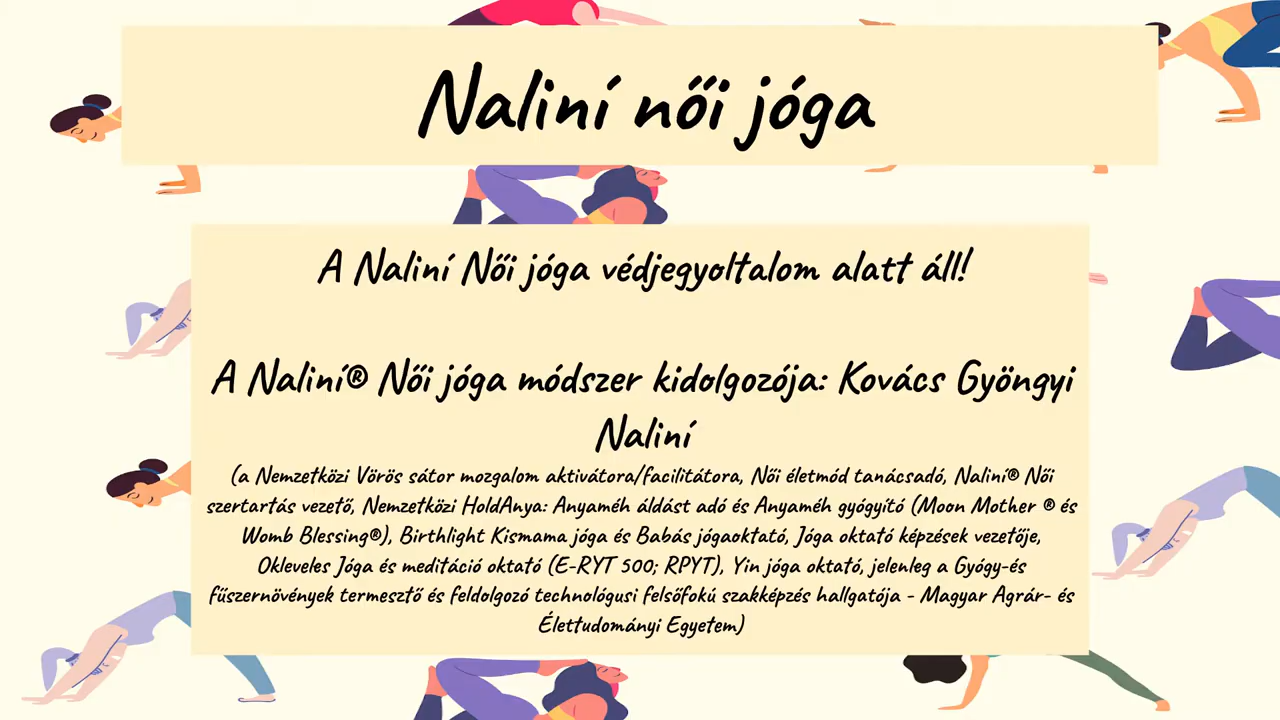 Naliní női jóga
A Naliní Női jóga védjegyoltalom alatt áll!
A Naliní® Női jóga módszer kidolgozója: Kovács Gyöngyi
Naliní
(a Nemzetközi Vörös sátor mozgalom aktivátora/facilitátora, Női életmód tanácsadó, Naliní® Női
szertartás vezető, Nemzetközi HoldAnya: Anyaméh áldást adó és Anyaméh gyógyító (Moon Mother ® és
Womb Blessing®), Birthlight Kismama jóga és Babás jógaoktató, Jóga oktató képzések vezetője,
Okleveles Jóga és meditáció oktató (E-RYT 500; RPYT), Yin jóga oktató, jelenleg a Gyógy-és
fűszernövények termesztő és feldolgozó technológusi felsőfokú szakképzés hallgatója - Magyar Agrár- és
Élettudományi Egyetem)